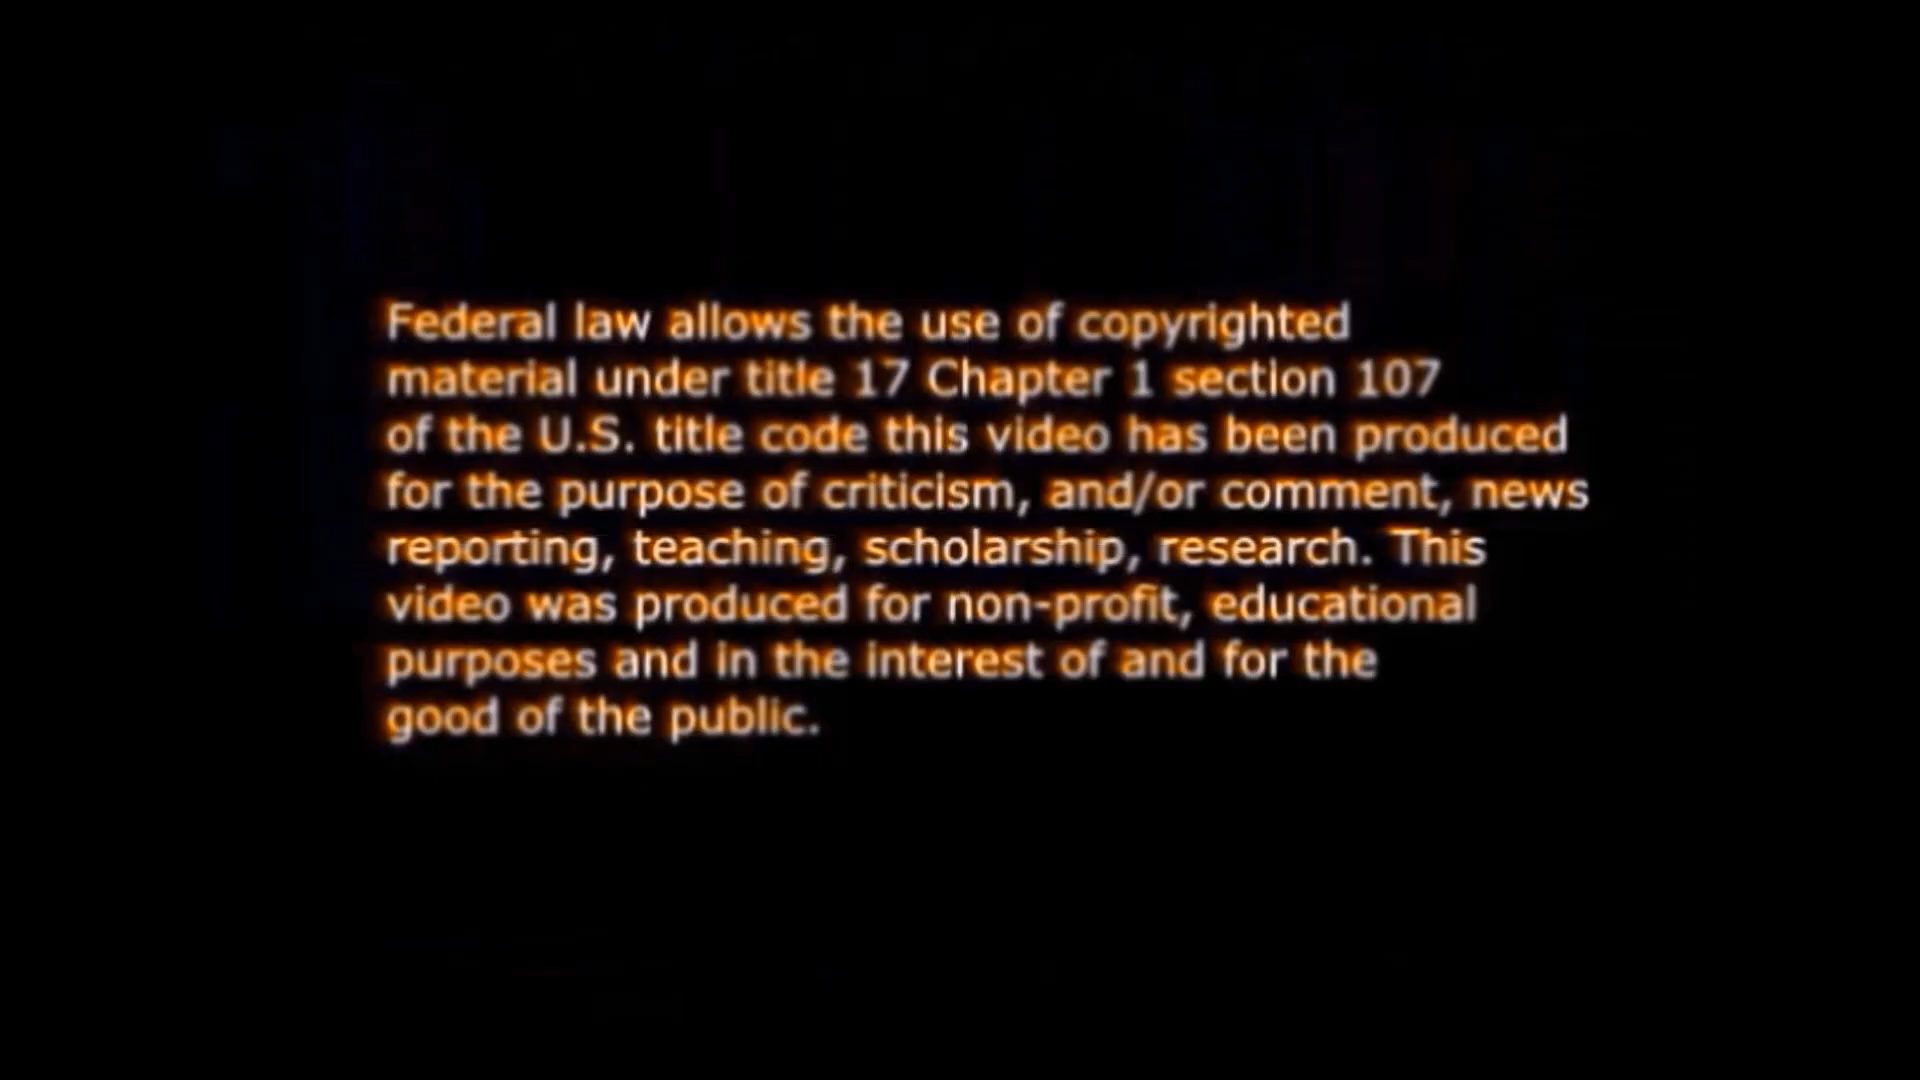 Federal law allows the use of copyrighted
material under title 17 Chapter 1 section 107
of the U.S. title code this video has been produced
for the purpose of criticism, and/or comment, news
reporting, teaching, scholarship, research. This
video was produced for non-profit, educational
purposes and in the interest of and for the
good of the public.